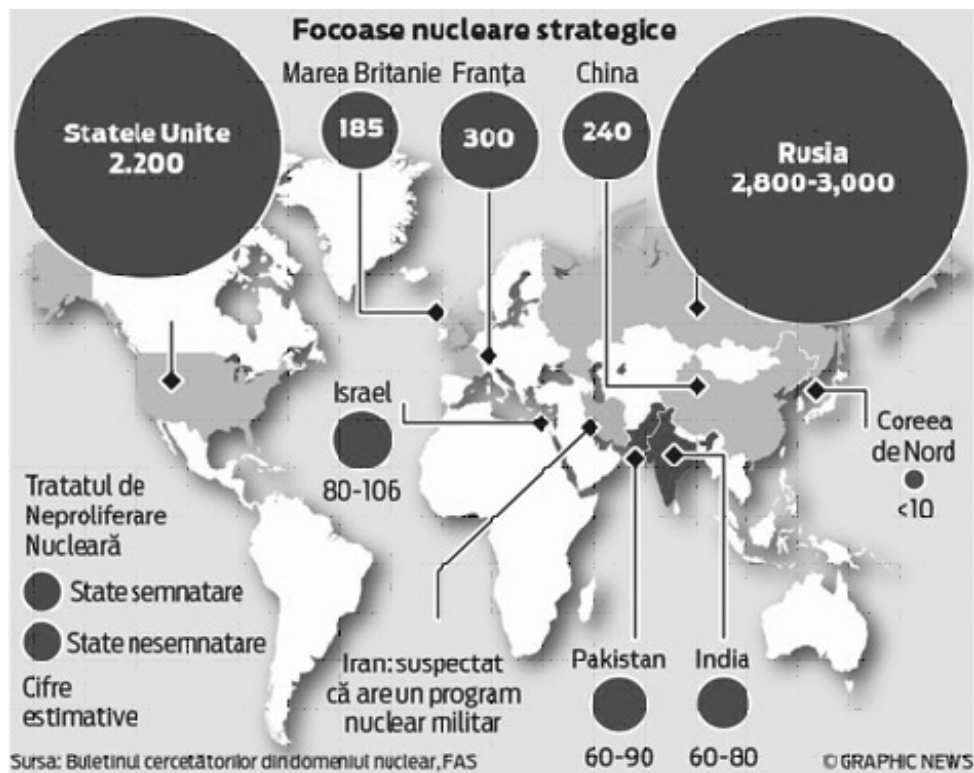 Focoase nucleare strategice
Statele Unite
2.200
Marea Britanie
185
Franța
300
China
240
Rusia
2,800-3,000
Israel
80-106
Coreea
de Nord
<10
Tratatul de
Neproliferare
Nucleară
State semnatare
State nesemnatare
Cifre
estimative
Iran: suspectat
că are un program
nuclear militar
Pakistan
60-90
India
60-80
Sursa: Buletinul cercetătorilor dindomeniul nuclear, FAS
© GRAPHIC NEWS